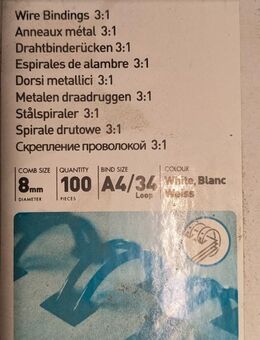 Wire Bindings 3:1
Anneaux métal 3:1
Drahtbinderücken 3:1
Espirales de alambre 3:1
Dorsi metallici 3:1
Metalen draadruggen 3:1
Stålspiraler 3:1
Spirale drutowe 3:1
Скрепление проволокой 3:1
COMB SIZE
8mm
DIAMETER
QUANTITY
100
PIECES
BIND SIZE
A4/34
Loop
COLOUR
White, Blanc
Weiss